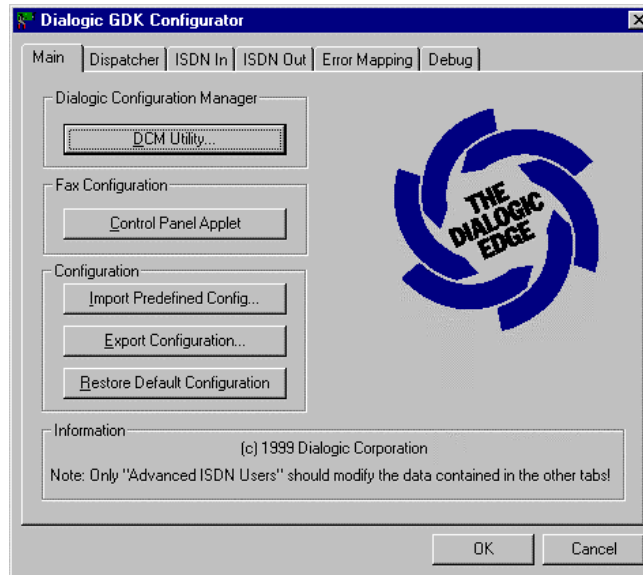 Dialogic GDK Configurator
Main Dispatcher ISDN In ISDN Out Error Mapping Debug
Dialogic Configuration Manager
DCM Utility...
Fax Configuration
Control Panel Applet
Configuration
Import Predefined Config...
Export Configuration...
Restore Default Configuration
THE
DIALOGIC
EDGE
Information
(c) 1999 Dialogic Corporation
Note: Only "Advanced ISDN Users" should modify the data contained in the other tabs!
OK Cancel